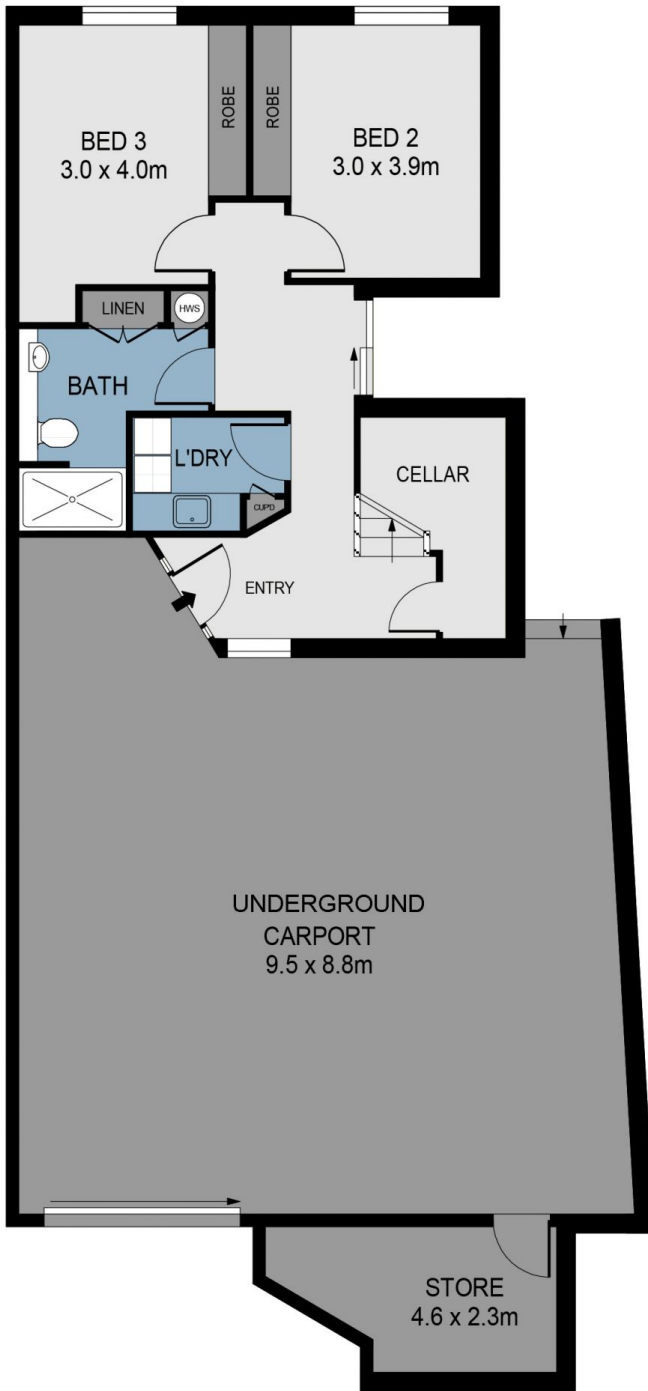 BED 3
3.0 x 4.0m
ROBE
ROBE
BED 2
3.0 x 3.9m
LINEN
HWS
BATH
L'DRY
CUP'D
CELLAR
ENTRY
UNDERGROUND
CARPORT
9.5 x 8.8m
STORE
4.6 x 2.3m